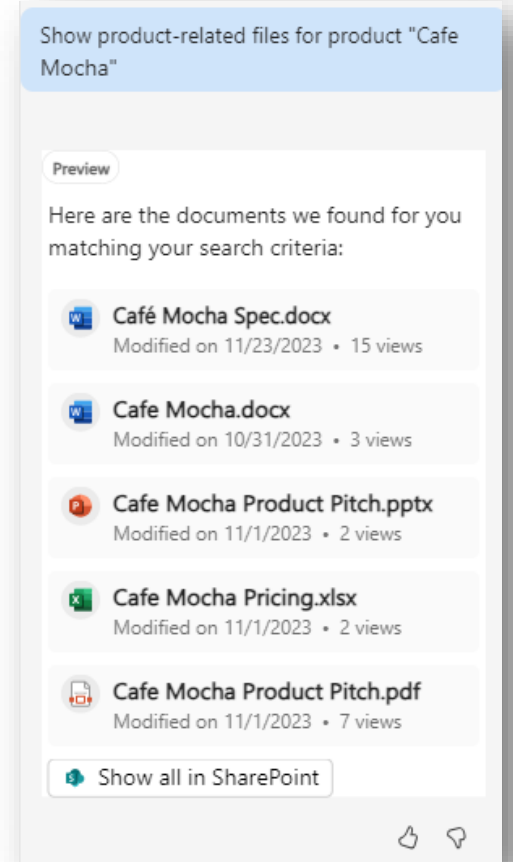 Show product-related files for product "Cafe
Mocha"
Preview
Here are the documents we found for you
matching your search criteria:
Café Mocha Spec.docx
Modified on 11/23/2023 • 15 views
Cafe Mocha.docx
Modified on 10/31/2023 • 3 views
Cafe Mocha Product Pitch.pptx
Modified on 11/1/2023 • 2 views
Cafe Mocha Pricing.xlsx
Modified on 11/1/2023 • 2 views
Cafe Mocha Product Pitch.pdf
Modified on 11/1/2023 • 7 views
Show all in SharePoint